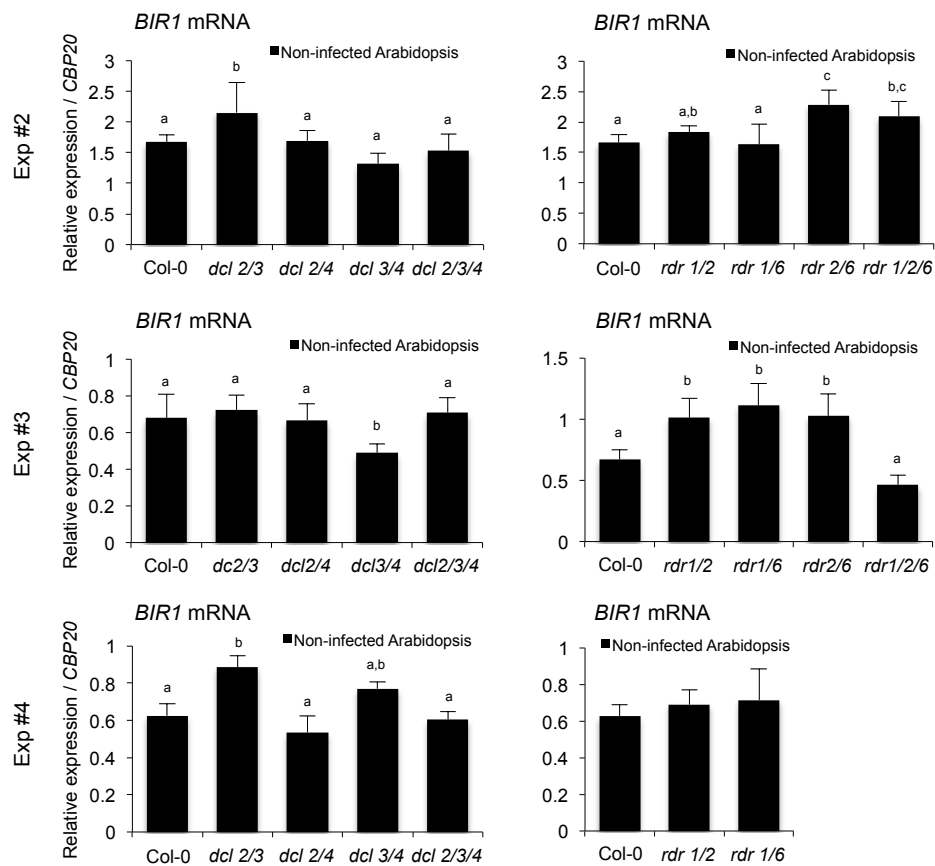 BIR1 mRNA
Non-infected Arabidopsis
Exp #2
Relative expression / CBP20
3
2.5
2
1.5
1
0.5
0
a
b
a
a
a
Col-0 dcl 2/3 dcl 2/4 dcl 3/4 dcl 2/3/4
BIR1 mRNA
Non-infected Arabidopsis
3
2.5
2
1.5
1
0.5
0
a
a,b
a
c
b,c
Col-0 rdr 1/2 rdr 1/6 rdr 2/6 rdr 1/2/6
BIR1 mRNA
Non-infected Arabidopsis
Exp #3
Relative expression / CBP20
1
0.8
0.6
0.4
0.2
0
a
a
a
b
a
Col-0 dc2/3 dcl2/4 dcl3/4 dcl2/3/4
BIR1 mRNA
Non-infected Arabidopsis
1.5
1
0.5
0
a
b
b
b
a
Col-0 rdr1/2 rdr1/6 rdr2/6 rdr1/2/6
BIR1 mRNA
Non-infected Arabidopsis
Exp #4
Relative expression / CBP20
1
0.8
0.6
0.4
0.2
0
a
b
a
a,b
a
Col-0 dcl 2/3 dcl 2/4 dcl 3/4 dcl 2/3/4
BIR1 mRNA
Non-infected Arabidopsis
1
0.8
0.6
0.4
0.2
0
Col-0 rdr 1/2 rdr 1/6